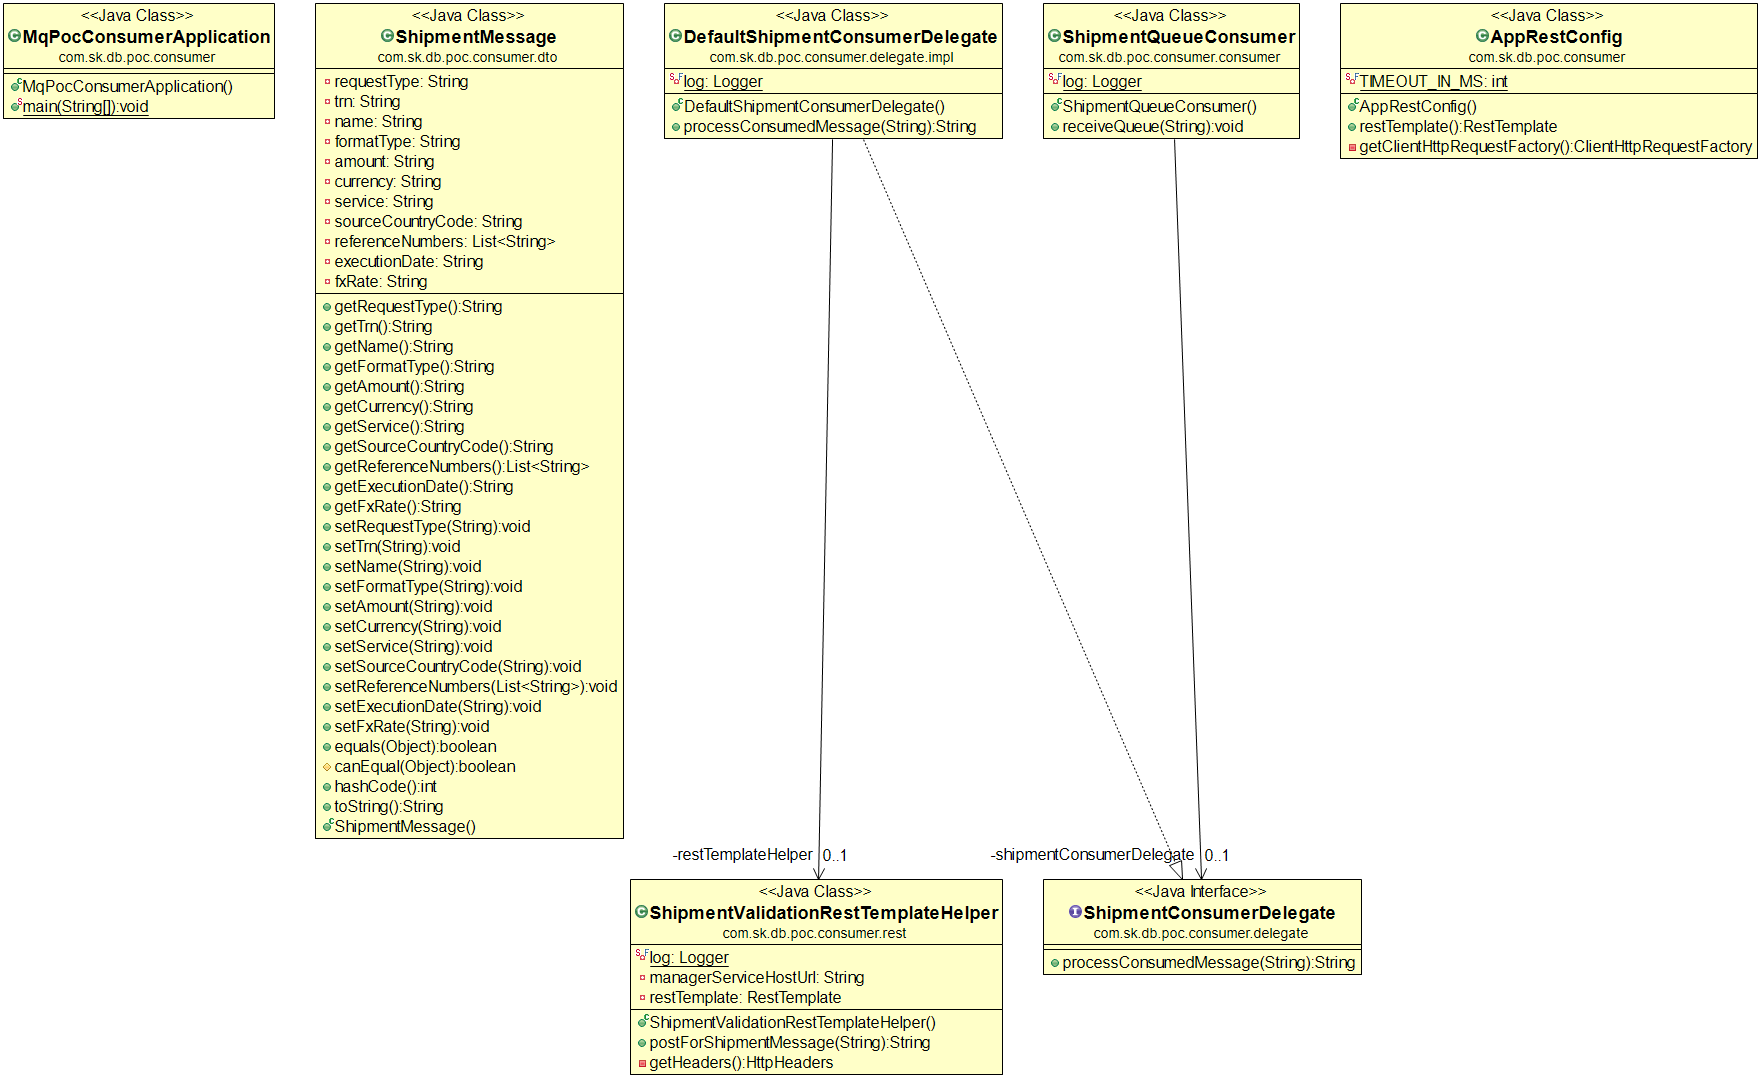 <<Java Class>>
MqPocConsumerApplication
com.sk.db.poc.consumer
MqPocConsumerApplication()
main(String[]):void
<<Java Class>>
ShipmentMessage
com.sk.db.poc.consumer.dto
requestType: String
trn: String
name: String
formatType: String
amount: String
currency: String
service: String
sourceCountryCode: String
referenceNumbers: List<String>
executionDate: String
fxRate: String
getRequestType():String
getTrn():String
getName():String
getFormatType():String
getAmount():String
getCurrency():String
getService():String
getSourceCountryCode():String
getReferenceNumbers():List<String>
getExecutionDate():String
getFxRate():String
setRequestType(String):void
setTrn(String):void
setName(String):void
setFormatType(String):void
setAmount(String):void
setCurrency(String):void
setService(String):void
setSourceCountryCode(String):void
setReferenceNumbers(List<String>):void
setExecutionDate(String):void
setFxRate(String):void
equals(Object):boolean
canEqual(Object):boolean
hashCode():int
toString():String
ShipmentMessage()
<<Java Class>>
DefaultShipmentConsumerDelegate
com.sk.db.poc.consumer.delegate.impl
log: Logger
DefaultShipmentConsumerDelegate()
processConsumedMessage(String):String
<<Java Class>>
ShipmentQueueConsumer
com.sk.db.poc.consumer.consumer
log: Logger
ShipmentQueueConsumer()
receiveQueue(String):void
<<Java Class>>
AppRestConfig
com.sk.db.poc.consumer
TIMEOUT_IN_MS: int
AppRestConfig()
restTemplate():RestTemplate
getClientHttpRequestFactory():ClientHttpRequestFactory
-restTemplateHelper 0..1
-shipmentConsumerDelegate 0..1
<<Java Class>>
ShipmentValidationRestTemplateHelper
com.sk.db.poc.consumer.rest
log: Logger
managerServiceHostUrl: String
restTemplate: RestTemplate
ShipmentValidationRestTemplateHelper()
postForShipmentMessage(String):String
getHeaders():HttpHeaders
<<Java Interface>>
ShipmentConsumerDelegate
com.sk.db.poc.consumer.delegate
processConsumedMessage(String):String